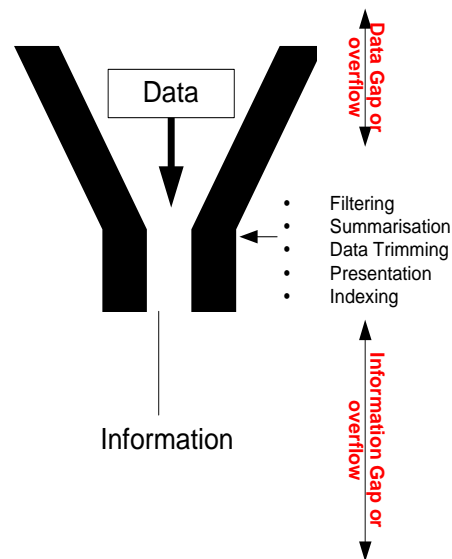 Data
Data Gap or
overflow
• Filtering
• Summarisation
• Data Trimming
• Presentation
• Indexing
Information
Information Gap or
overflow